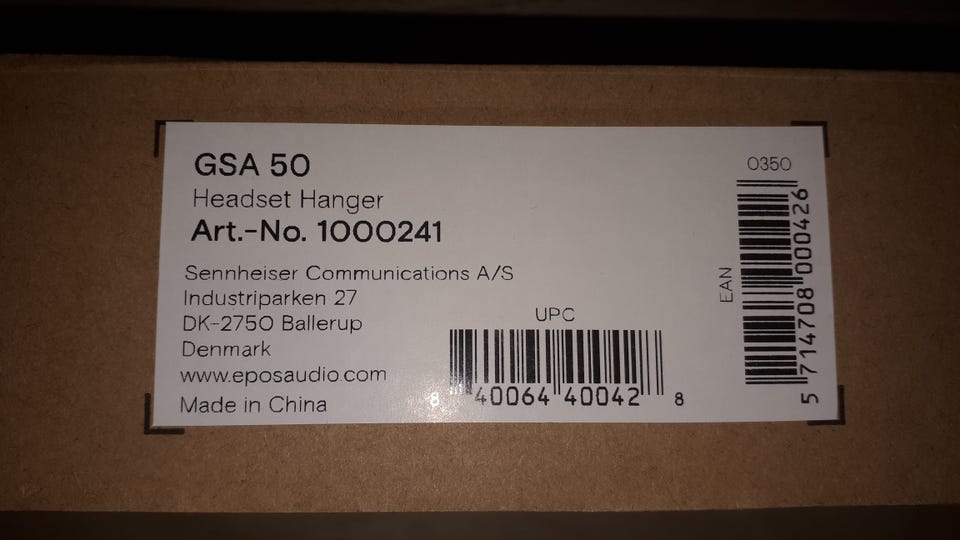 GSA 50
Headset Hanger
Art.-No. 1000241
Sennheiser Communications A/S
Industriparken 27
DK-2750 Ballerup
Denmark
www.eposaudio.com
Made in China
UPC
8 40064 40042 8
0350
EAN
5 714708 000426